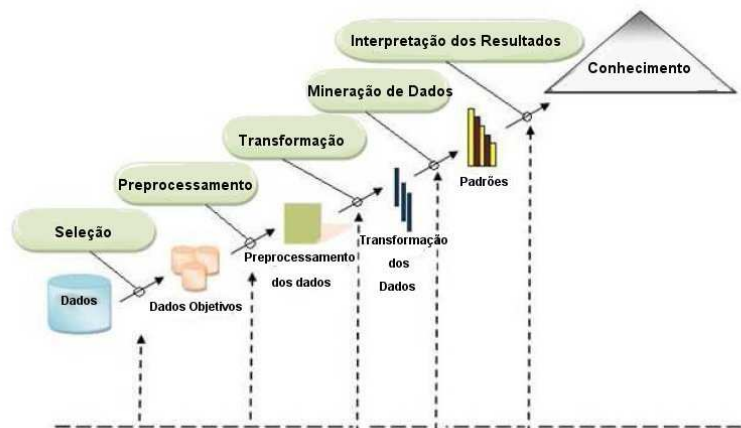 Interpretação dos Resultados
Conhecimento
Mineração de Dados
Transformação
Padrões
Preprocessamento
Transformação
dos
Dados
Preprocessamento
dos dados
Seleção
Dados Objetivos
Dados